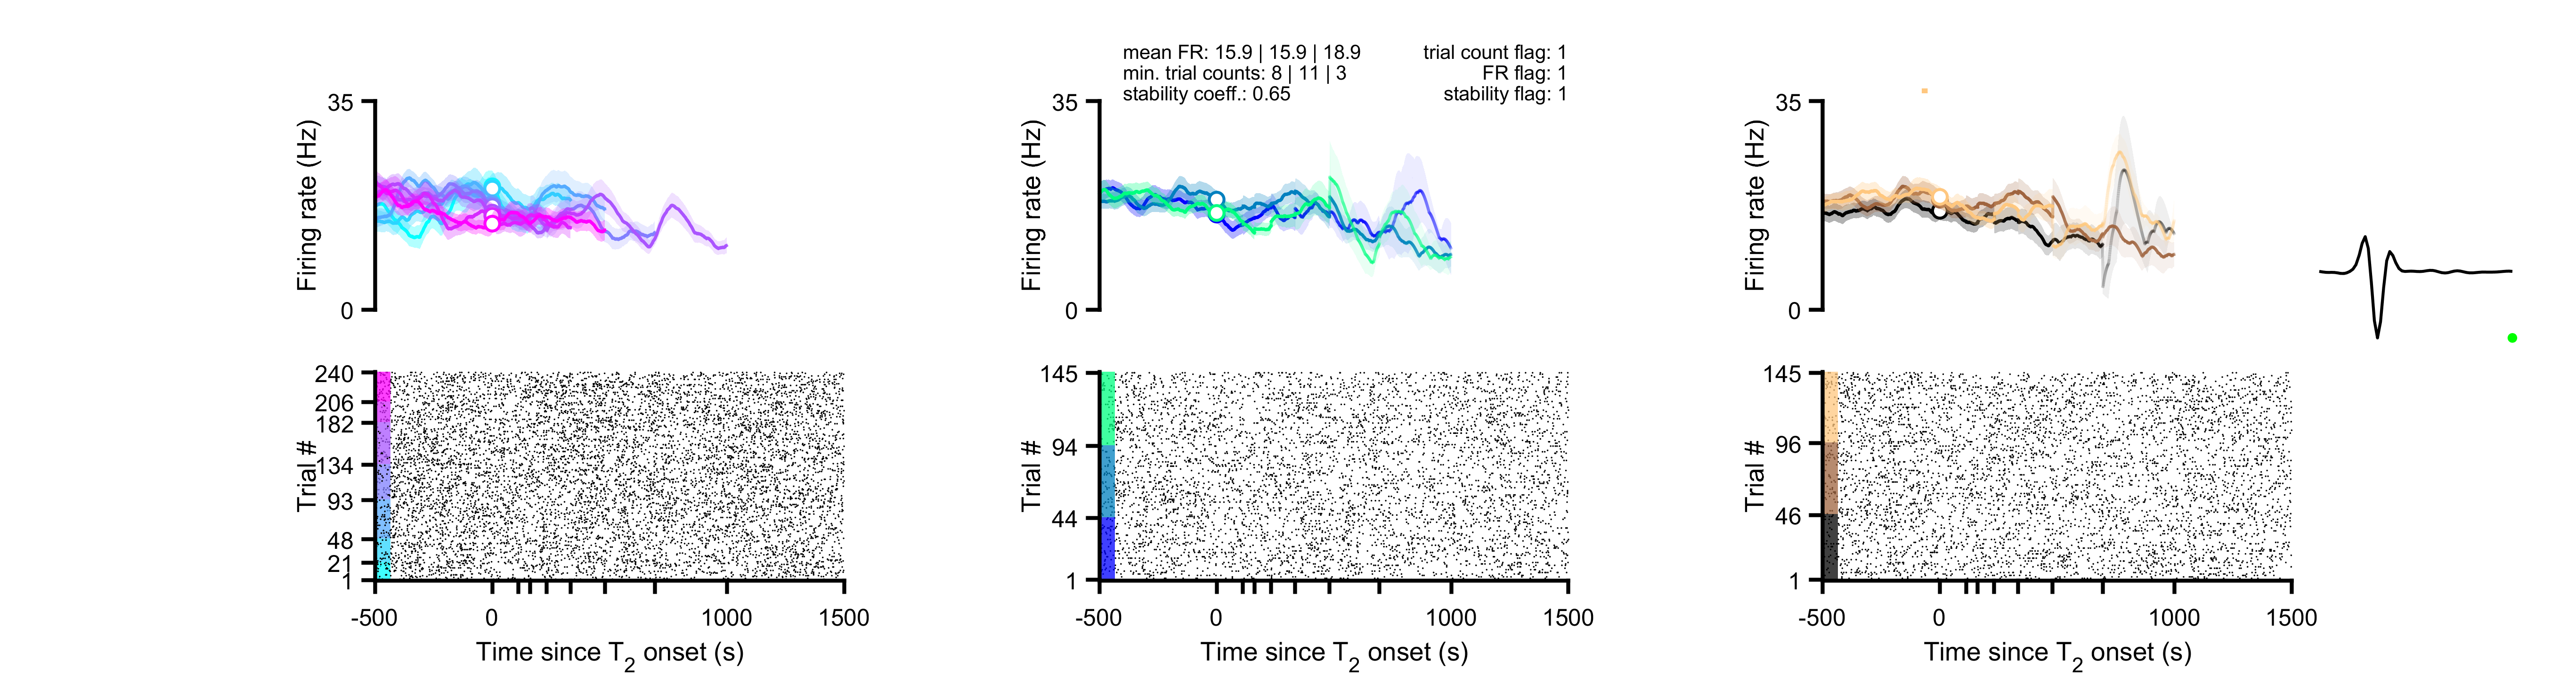 mean FR: 15.9 | 15.9 | 18.9
trial count flag: 1
min. trial counts: 8 | 11 | 3
FR flag: 1
stability coeff.: 0.65
stability flag: 1
35
Firing rate (Hz)
0
35
Firing rate (Hz)
0
35
Firing rate (Hz)
0
240
206
182
134
93
48
21
1
Trial #
-500
0
1000
1500
Time since T2 onset (s)
145
94
44
1
Trial #
-500
0
1000
1500
Time since T2 onset (s)
145
96
46
1
Trial #
-500
0
1000
1500
Time since T2 onset (s)